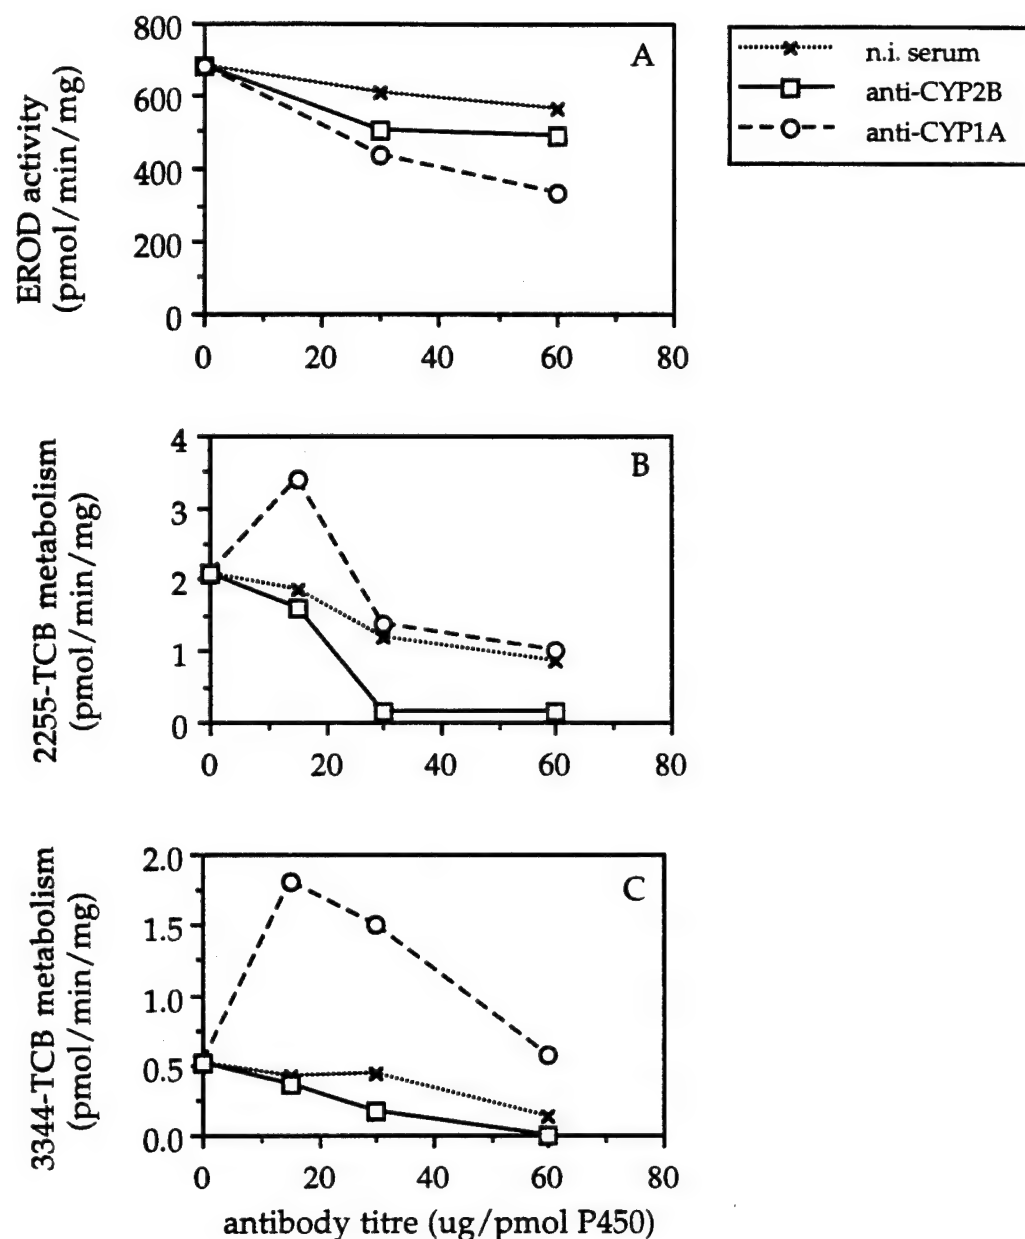 A
800
600
400
200
0
0 20 40 60 80
EROD activity
(pmol/min/mg)
n.i. serum
anti-CYP2B
anti-CYP1A
B
4
3
2
1
0
0 20 40 60 80
2255-TCB metabolism
(pmol/min/mg)
C
2.0
1.5
1.0
0.5
0.0
0 20 40 60 80
3344-TCB metabolism
(pmol/min/mg)
antibody titre (ug/pmol P450)